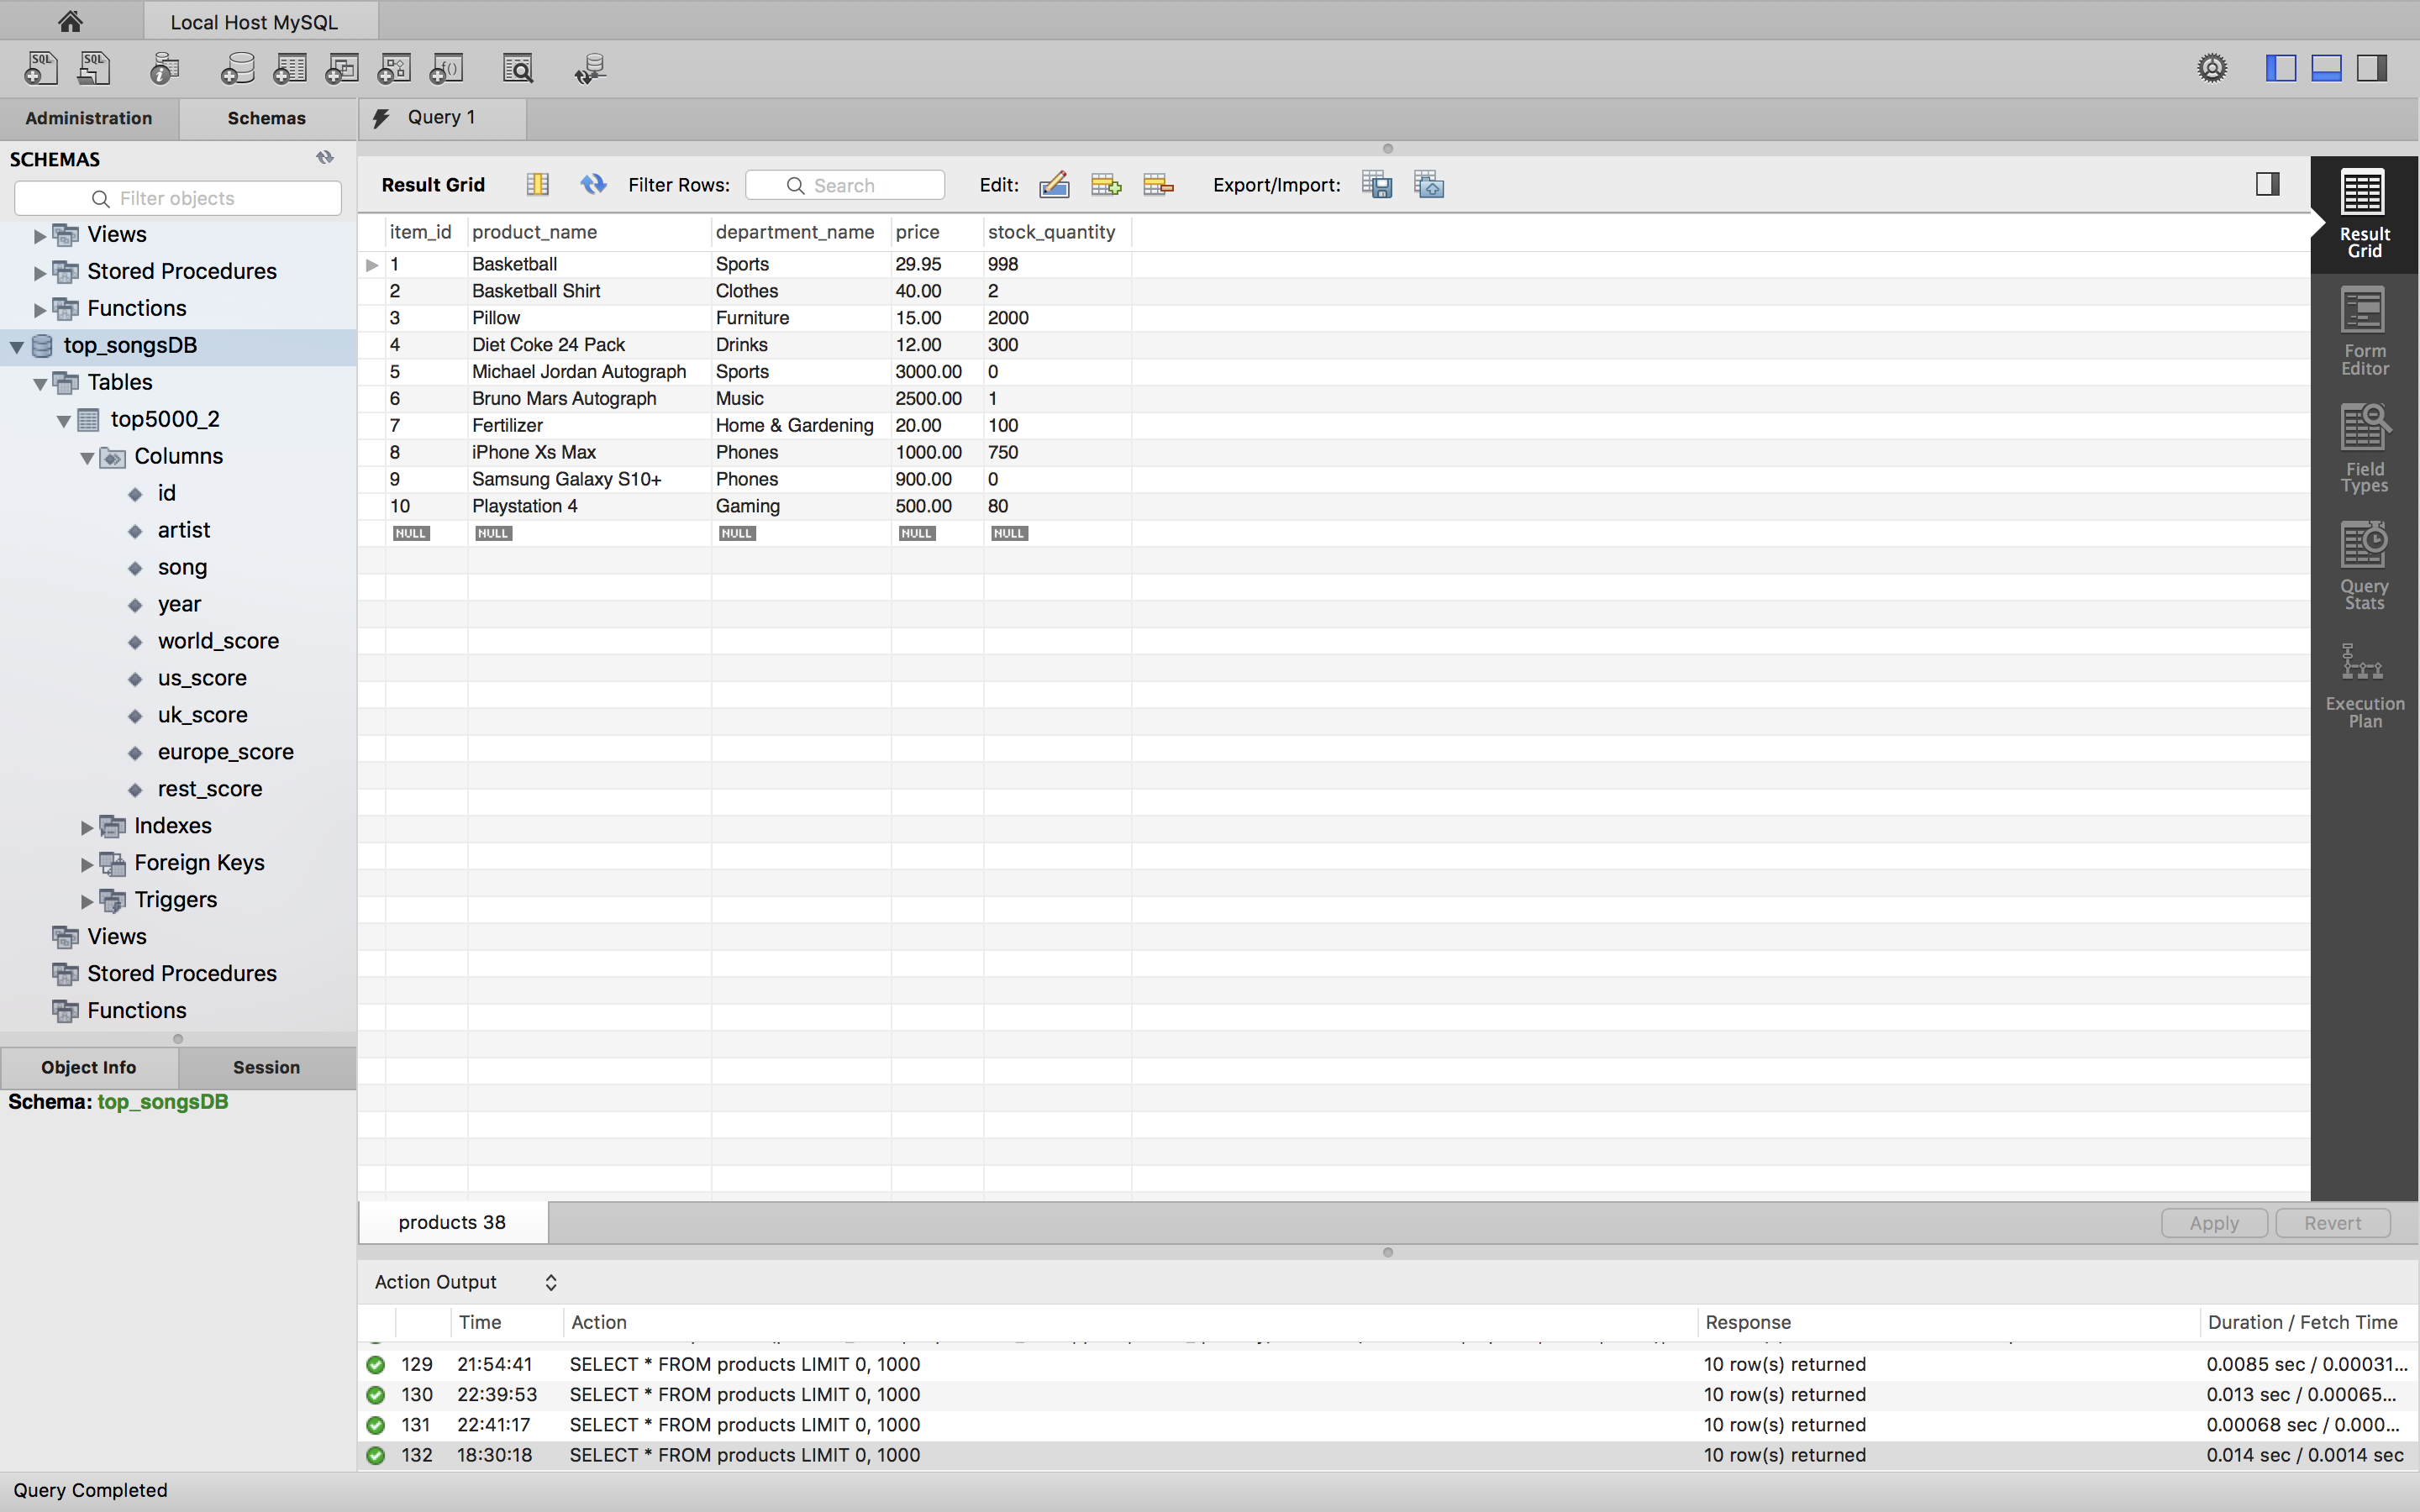 Local Host MySQL
SQL SQL
Administration Schemas Query 1
SCHEMAS
Filter objects
Views
Stored Procedures
Functions
top_songsDB
Tables
top5000_2
Columns
id
artist
song
year
world_score
us_score
uk_score
europe_score
rest_score
Indexes
Foreign Keys
Triggers
Views
Stored Procedures
Functions
Object Info Session
Schema: top_songsDB
Result Grid Filter Rows: Search Edit: Export/Import:
item_id product_name department_name price stock_quantity
1 Basketball Sports 29.95 998
2 Basketball Shirt Clothes 40.00 2
3 Pillow Furniture 15.00 2000
4 Diet Coke 24 Pack Drinks 12.00 300
5 Michael Jordan Autograph Sports 3000.00 0
6 Bruno Mars Autograph Music 2500.00 1
7 Fertilizer Home & Gardening 20.00 100
8 iPhone Xs Max Phones 1000.00 750
9 Samsung Galaxy S10+ Phones 900.00 0
10 Playstation 4 Gaming 500.00 80
NULL NULL NULL NULL NULL
Result
Grid
Form
Editor
Field
Types
Query
Stats
Execution
Plan
products 38 Apply Revert
Action Output
Time Action Response Duration / Fetch Time
129 21:54:41 SELECT * FROM products LIMIT 0, 1000 10 row(s) returned 0.0085 sec / 0.00031...
130 22:39:53 SELECT * FROM products LIMIT 0, 1000 10 row(s) returned 0.013 sec / 0.00065...
131 22:41:17 SELECT * FROM products LIMIT 0, 1000 10 row(s) returned 0.00068 sec / 0.000...
132 18:30:18 SELECT * FROM products LIMIT 0, 1000 10 row(s) returned 0.014 sec / 0.0014 sec
Query Completed